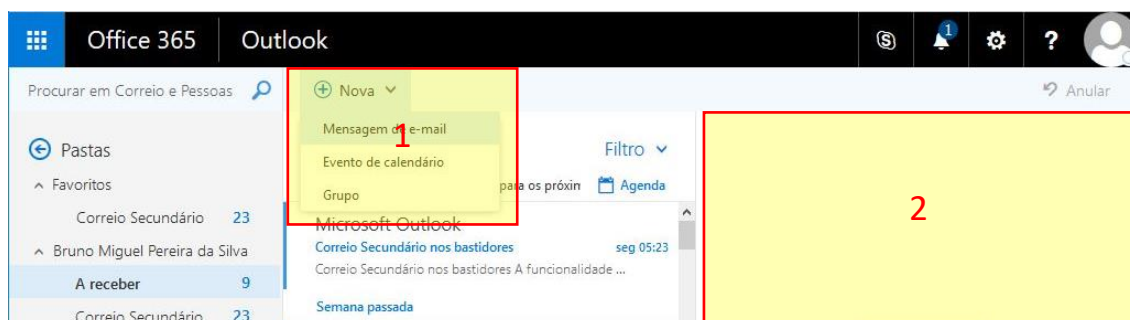 Office 365 Outlook
1
Procurar em Correio e Pessoas
Nova
Anular
Mensagem de e-mail
1
Evento de calendário
Grupo
Pastas
Filtro
para os próxin
Agenda
Favoritos
Correio Secundário 23
Bruno Miguel Pereira da Silva
A receber 9
Correio Secundário 23
Microsoft Outlook
Correio Secundário nos bastidores seg 05:23
Correio Secundário nos bastidores A funcionalidade ...
Semana passada
2